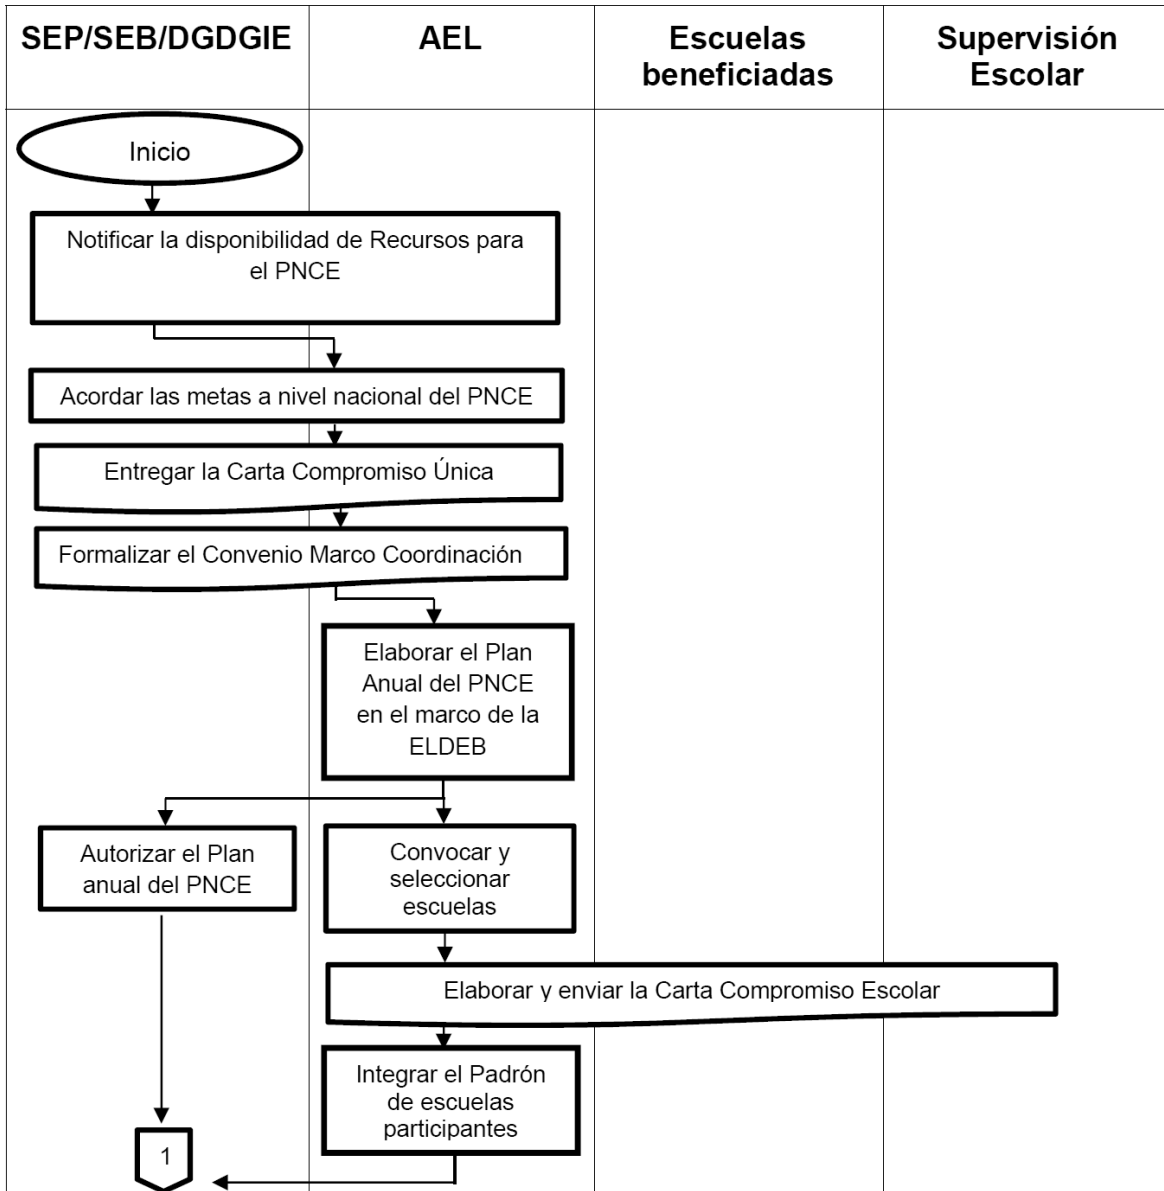 SEP/SEB/DGDGIE
AEL
Escuelas
beneficiadas
Supervisión
Escolar
Inicio
Notificar la disponibilidad de Recursos para
el PNCE
Acordar las metas a nivel nacional del PNCE
Entregar la Carta Compromiso Única
Formalizar el Convenio Marco Coordinación
Elaborar el Plan
Anual del PNCE
en el marco de la
ELDEB
Autorizar el Plan
anual del PNCE
Convocar y
seleccionar
escuelas
Elaborar y enviar la Carta Compromiso Escolar
Integrar el Padrón
de escuelas
participantes
1